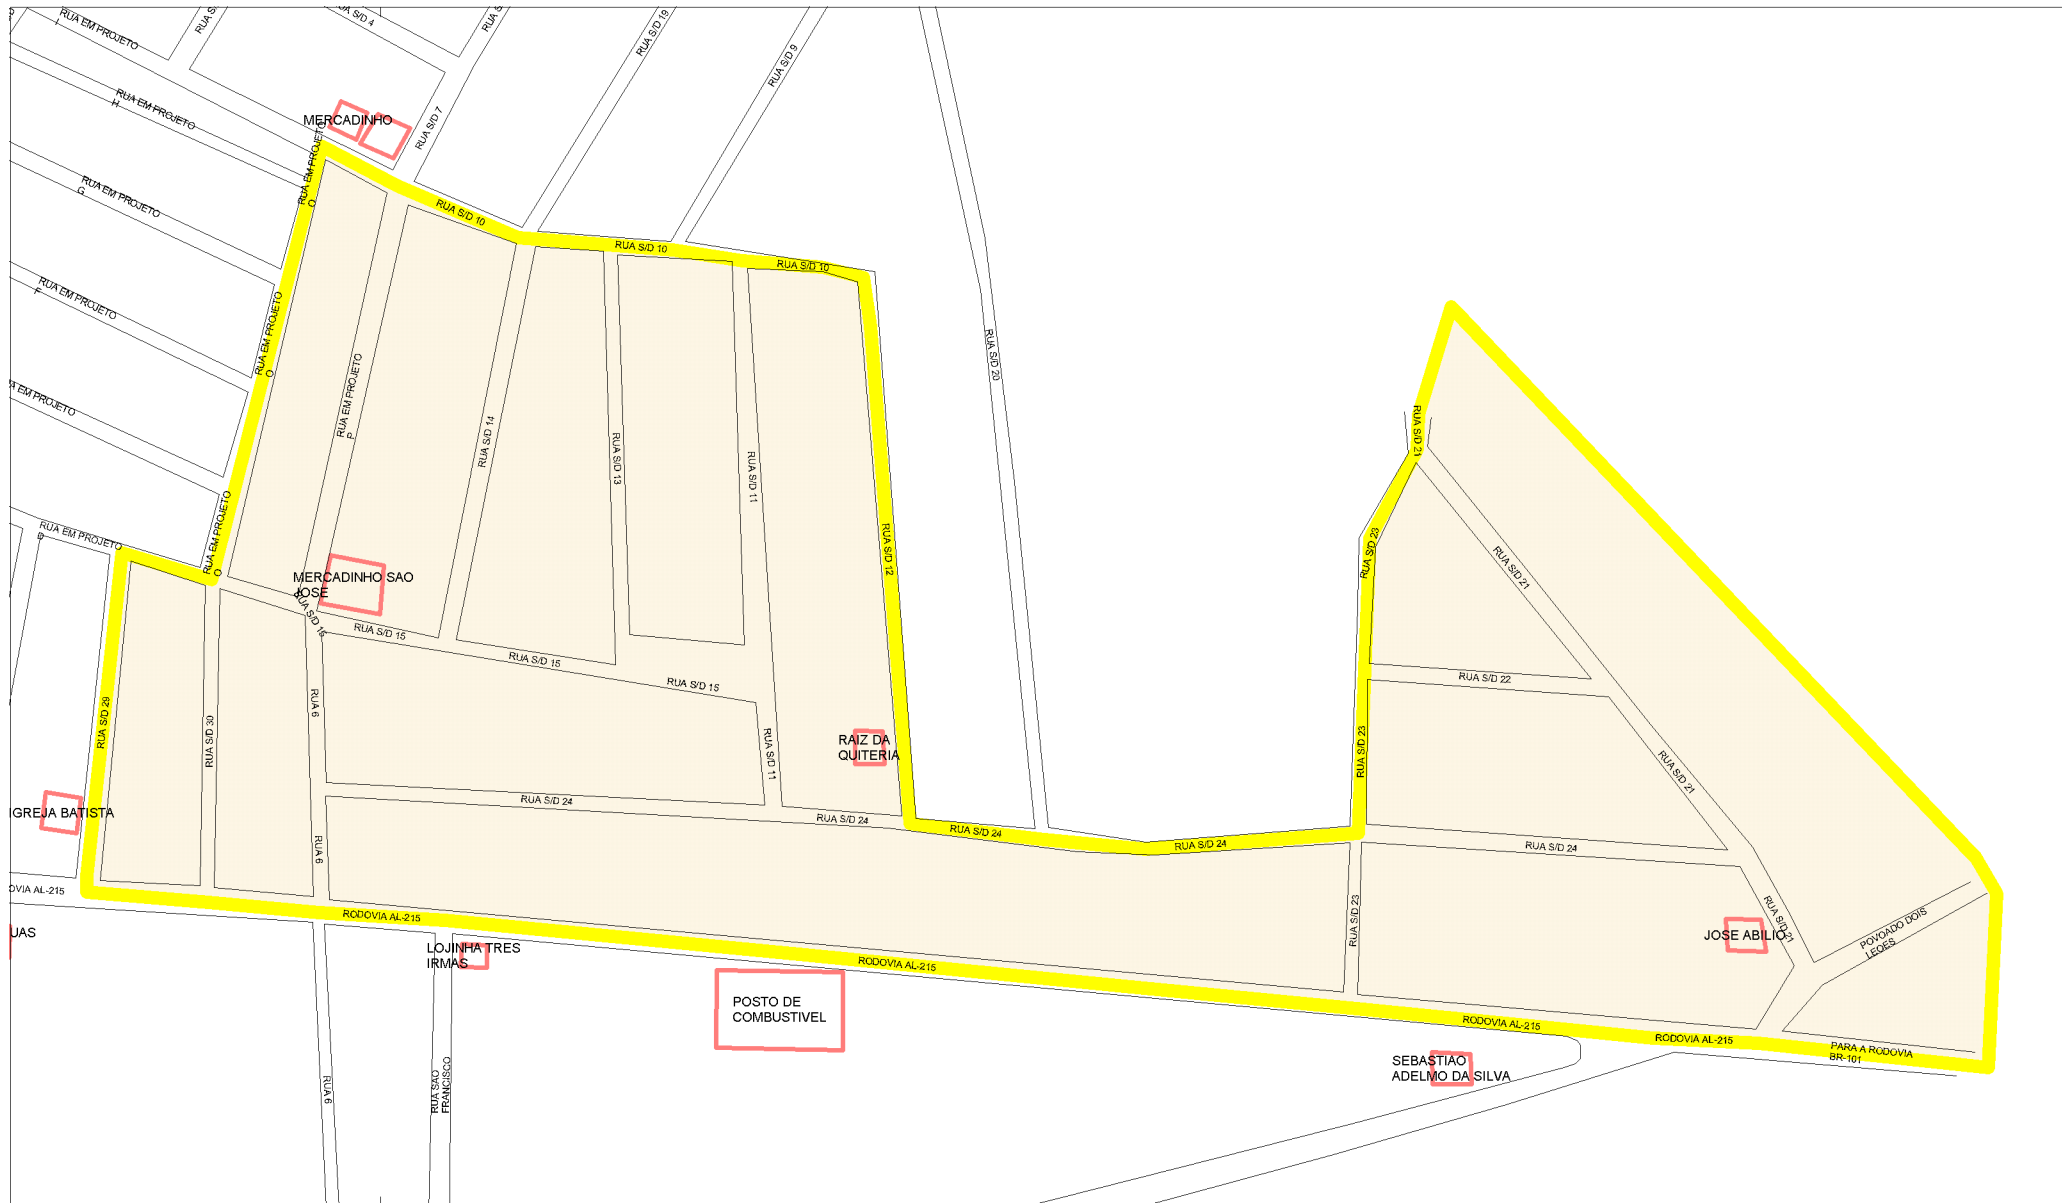 RUA EM PROJETO
I
RUA S/D 4
RUA S/D 19
RUA S/D 9
RUA EM PROJETO
H
MERCADINHO
RUA S/D 7
RUA EM PROJETO
O
RUA EM PROJETO
G
RUA S/D 10
RUA S/D 10
RUA S/D 10
RUA EM PROJETO
F
RUA EM PROJETO
O
RUA S/D 20
RUA EM PROJETO
P
RUA EM PROJETO
RUA S/D 14
RUA S/D 13
RUA S/D 11
RUA S/D 21
RUA EM PROJETO
D
RUA EM PROJETO
O
RUA S/D 12
RUA S/D 23
RUA S/D 21
MERCADINHO SAO
JOSE
RUA S/D 16
RUA S/D 15
RUA S/D 15
RUA S/D 15
RUA S/D 22
RUA S/D 29
RUA S/D 30
RUA 6
RAIZ DA
QUITERIA
RUA S/D 11
RUA S/D 23
RUA S/D 21
IGREJA BATISTA
RUA S/D 24
RUA S/D 24
RUA S/D 24
RUA S/D 24
RUA S/D 24
RUA 6
OVIA AL-215
RODOVIA AL-215
RUA S/D 23
RUA S/D 21
JOSE ABILIO
POVOADO DOIS
LEOES
UAS
LOJINHA TRES
IRMAS
RODOVIA AL-215
POSTO DE
COMBUSTIVEL
RODOVIA AL-215
RODOVIA AL-215
PARA A RODOVIA
BR-101
SEBASTIAO
ADELMO DA SILVA
RUA 6
RUA SAO
FRANCISCO